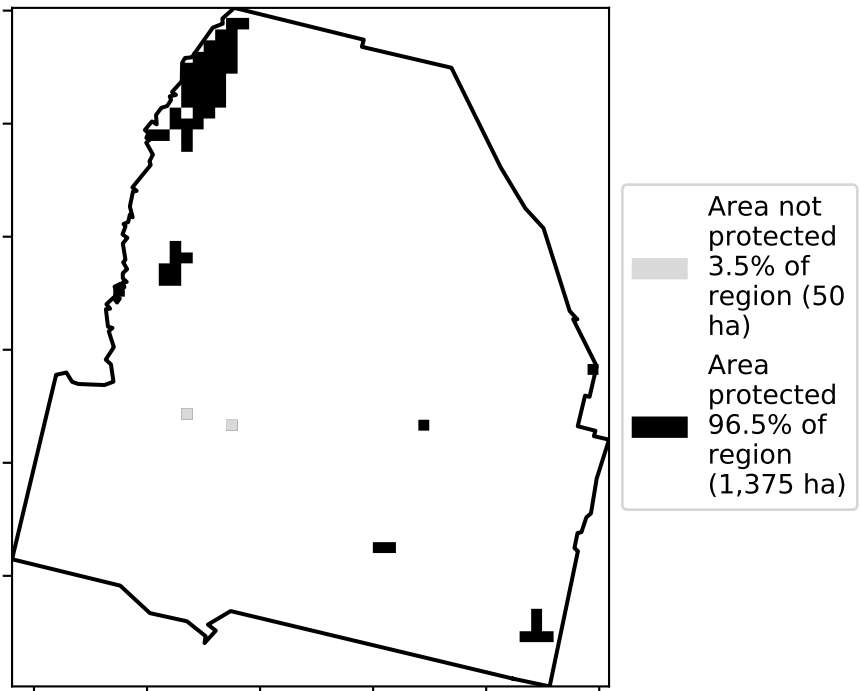 Area not
protected
3.5% of
region (50
ha)
Area
protected
96.5% of
region
(1,375 ha)